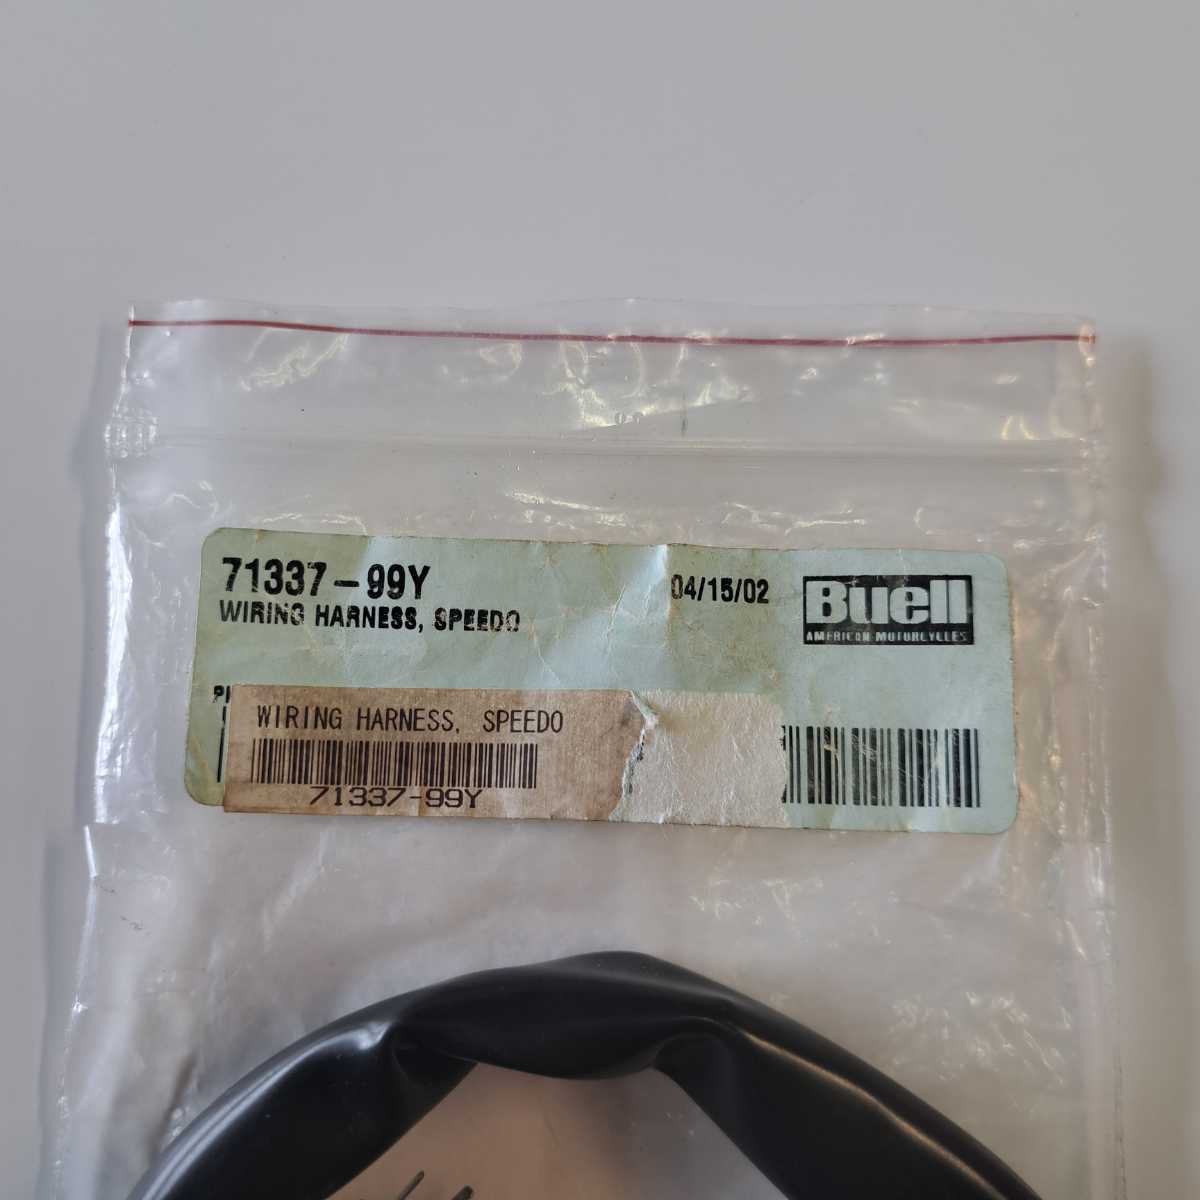 71337-99Y
04/15/02
Buell
AMERICAN MOTORCYCLES
WIRING HARNESS, SPEEDO
WIRING HARNESS, SPEEDO
71337-99Y